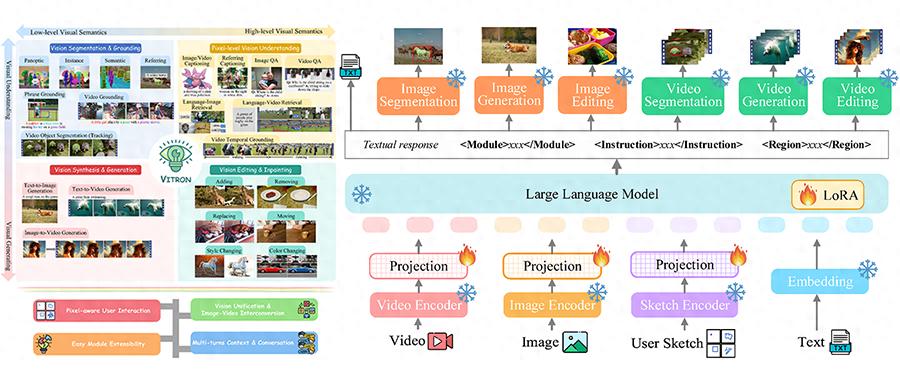 Low-level Visual Semantics
High-level Visual Semantics
Visual Understanding
Visual Generating
Vision Segmentation & Grounding
Panoptic
Instance
Semantic
Referring
Phrase Grounding
Video Grounding
Video Object Segmentation (Tracking)
Pixel-level Vision Understanding
Image/Video Captioning
Referring Captioning
Image QA
Video QA
Language-Image Retrieval
Language-Video Retrieval
Video Temporal Grounding
VITRON
Vision Synthesis & Generation
Text-to-Image Generation
Text-to-Video Generation
Image-to-Video Generation
Vision Editing & Inpainting
Adding
Removing
Replacing
Moving
Style Changing
Color Changing
Pixel-aware User Interaction
Vision Unification & Image-Video Interconversion
Easy Module Extensibility
Multi-turns Context & Conversation
TXT
Image Segmentation
Image Generation
Image Editing
Video Segmentation
Video Generation
Video Editing
Textual response <Module>xxx</Module> <Instruction>xxx</Instruction> <Region>xxx</Region>
Large Language Model
LoRA
Projection
Projection
Projection
Video Encoder
Image Encoder
Sketch Encoder
Embedding
Video
Image
User Sketch
Text
TXT